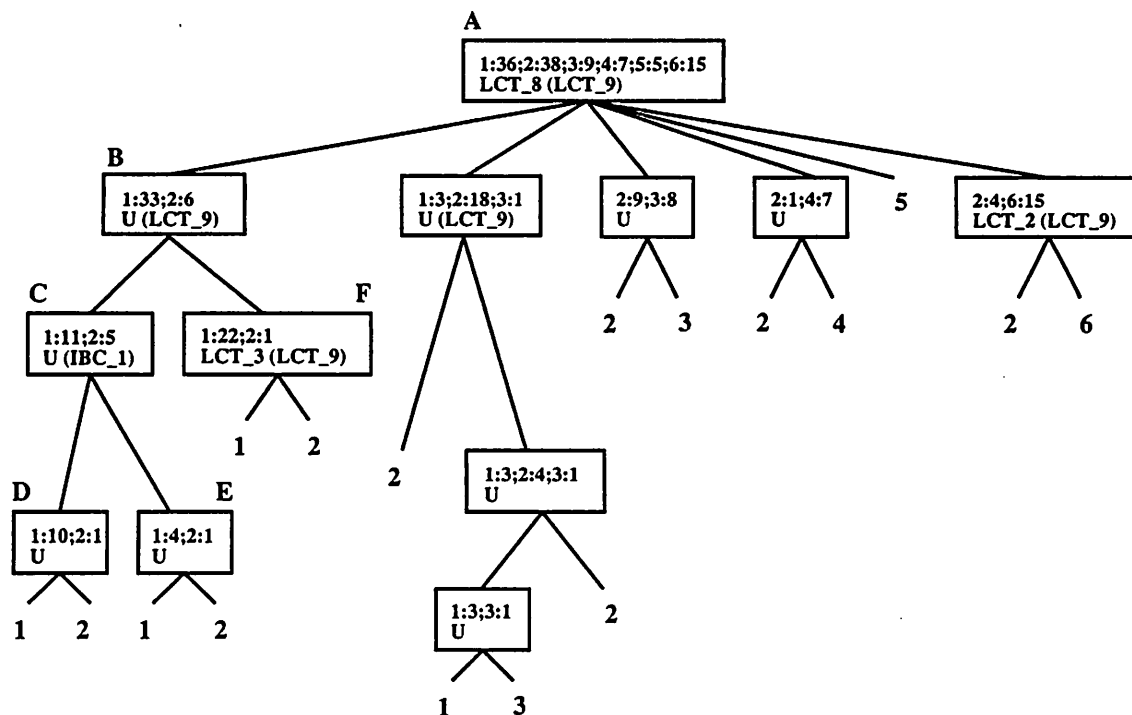 A
1:36;2:38;3:9;4:7;5:5;6:15
LCT_8 (LCT_9)
B
1:33;2:6
U (LCT_9)
1:3;2:18;3:1
U (LCT_9)
2:9;3:8
U
2:1;4:7
U
5
2:4;6:15
LCT_2 (LCT_9)
C
1:11;2:5
U (IBC_1)
F
1:22;2:1
LCT_3 (LCT_9)
2 3 2 4 2 6
1 2
2
1:3;2:4;3:1
U
D
1:10;2:1
U
E
1:4;2:1
U
1 2 1 2
1:3;3:1
U
2
1 3